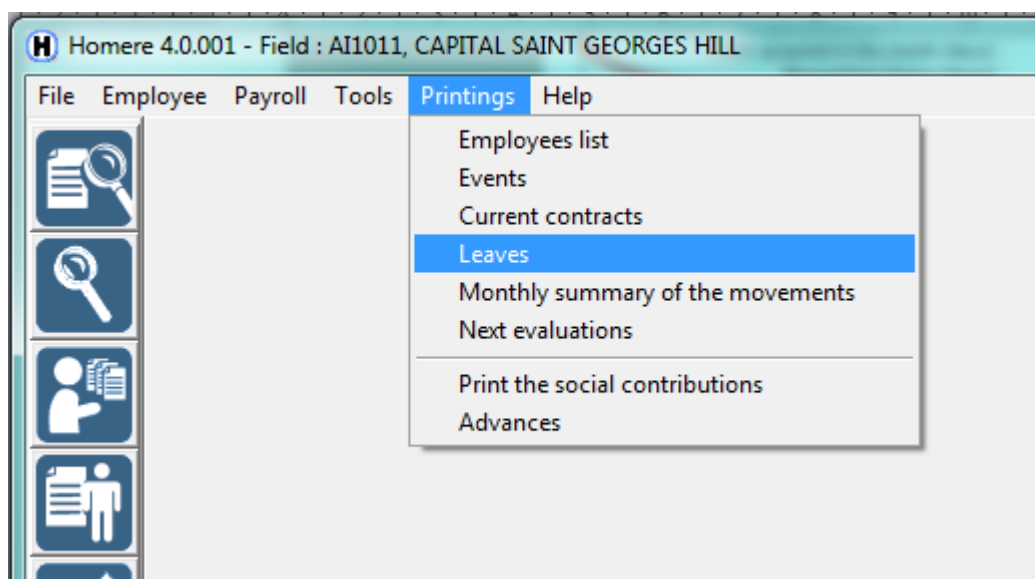 H Homere 4.0.001 - Field : AI1011, CAPITAL SAINT GEORGES HILL
File Employee Payroll Tools Printings Help
Employees list
Events
Current contracts
Leaves
Monthly summary of the movements
Next evaluations
Print the social contributions
Advances